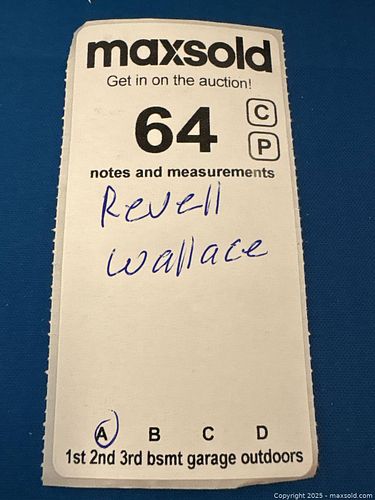 maxsold
Get in on the auction!
64
C
P
notes and measurements
Revell
Wallace
A B C D
1st 2nd 3rd bsmt garage outdoors
Copyright 2025 - maxsold.com